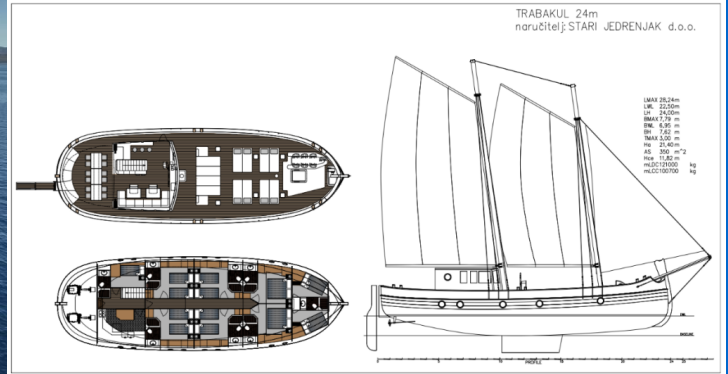 TRABAKUL 24m
naručitelj: STARI JEDRENJAK d.o.o.
LMAX 28,24m
LWL 22,50m
LH 24,00m
BMAX 7,79 m
BWL 6,95 m
BH 7,62 m
TMAX 3,00 m
Ha 21,40m
AS 350 m^2
Hce 11,82 m
mLDC121000 kg
mLCC100700 kg
PROFILE